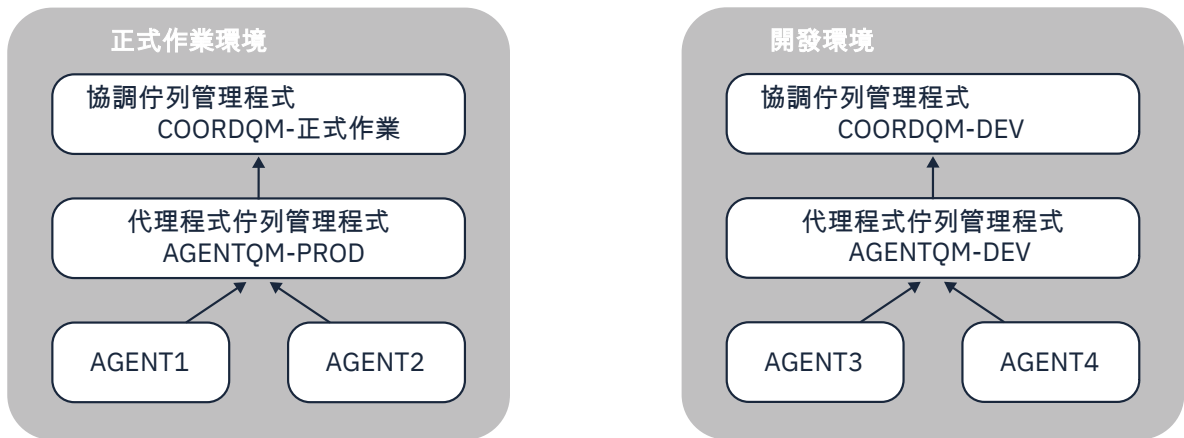 正式作業環境
協調佇列管理程式
COORDQM-正式作業
代理程式佇列管理程式
AGENTQM-PROD
AGENT1
AGENT2
開發環境
協調佇列管理程式
COORDQM-DEV
代理程式佇列管理程式
AGENTQM-DEV
AGENT3
AGENT4